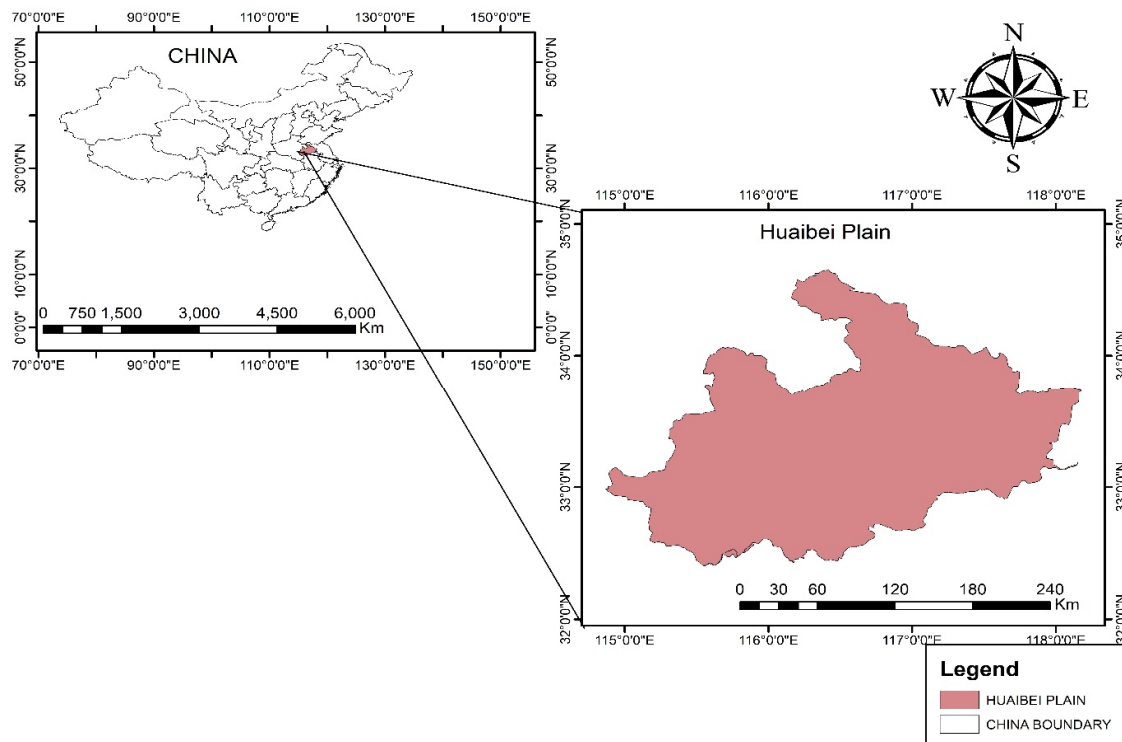 70°0'0"E 90°0'0"E 110°0'0"E 130°0'0"E 150°0'0"E
CHINA
50°0'0"N 50°0'0"N
30°0'0"N 30°0'0"N
10°0'0"N 10°0'0"N
0°0'0" 0°0'0"
0 750 1,500 3,000 4,500 6,000
Km
70°0'0"E 90°0'0"E 110°0'0"E 130°0'0"E 150°0'0"E
N
W E
S
115°0'0"E 116°0'0"E 117°0'0"E 118°0'0"E
Huaibei Plain
35°0'0"N 35°0'0"N
34°0'0"N 34°0'0"N
33°0'0"N 33°0'0"N
32°0'0"N 32°0'0"N
0 30 60 120 180 240
Km
115°0'0"E 116°0'0"E 117°0'0"E 118°0'0"E
Legend
HUAIBEI PLAIN
CHINA BOUNDARY